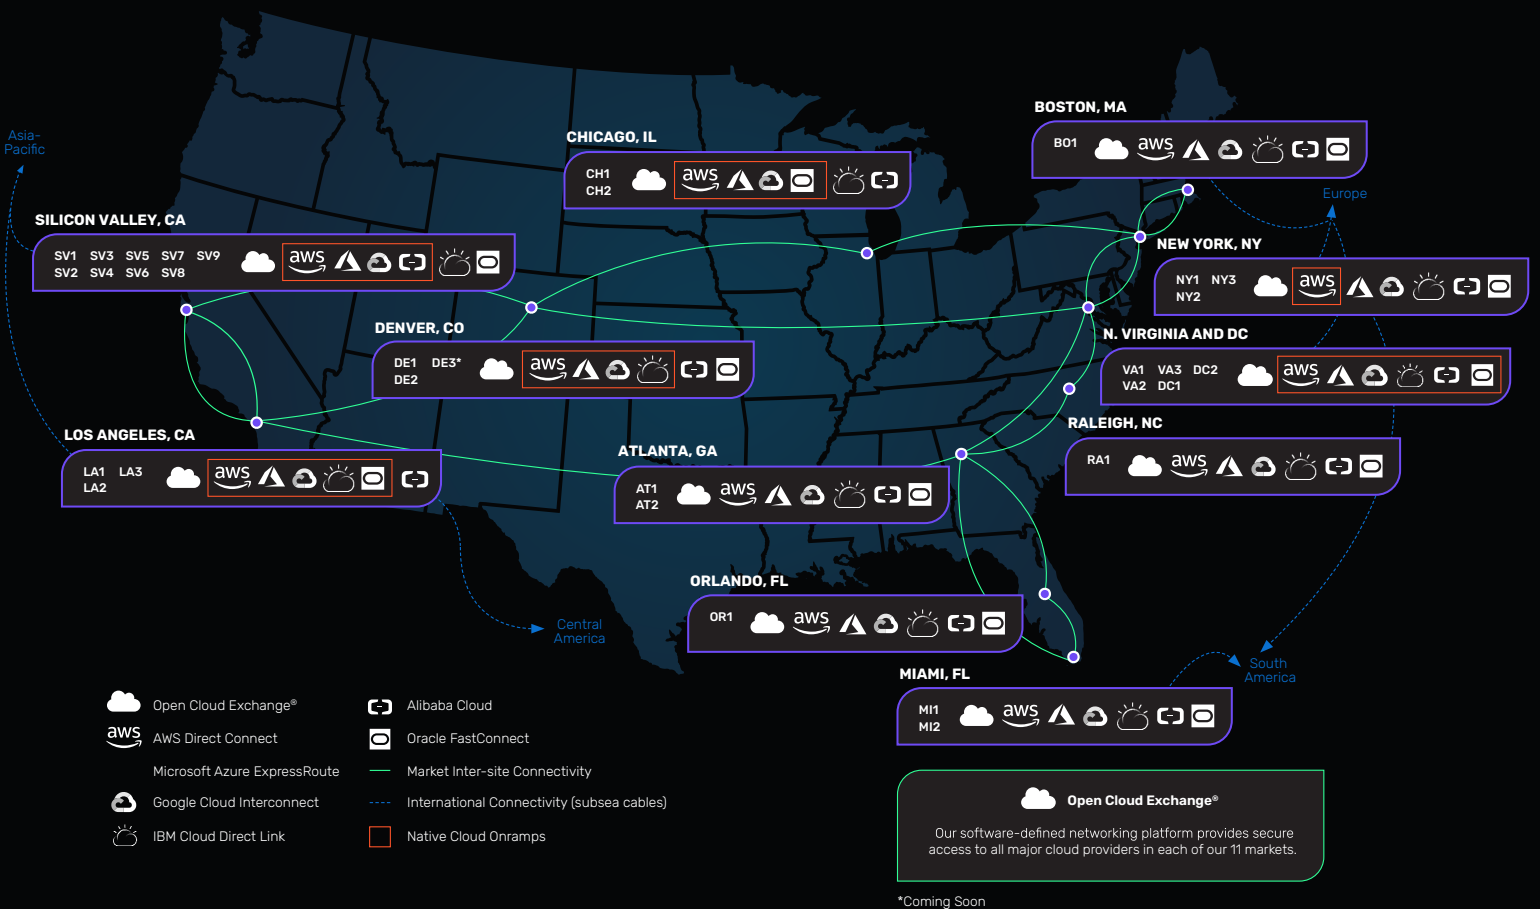 Asia-
Pacific
CHICAGO, IL
CH1
CH2
aws
BOSTON, MA
BO1
aws
Europe
SILICON VALLEY, CA
SV1 SV3 SV5 SV7 SV9
SV2 SV4 SV6 SV8
aws
NEW YORK, NY
NY1 NY3
NY2
aws
DENVER, CO
DE1 DE3*
DE2
aws
N. VIRGINIA AND DC
VA1 VA3 DC2
VA2 DC1
aws
LOS ANGELES, CA
LA1 LA3
LA2
aws
RALEIGH, NC
RA1
aws
ATLANTA, GA
AT1
AT2
aws
ORLANDO, FL
OR1
aws
Central
America
South
America
MIAMI, FL
MI1
MI2
aws
Open Cloud Exchange®
aws
AWS Direct Connect
Microsoft Azure ExpressRoute
Google Cloud Interconnect
IBM Cloud Direct Link
Alibaba Cloud
Oracle FastConnect
Market Inter-site Connectivity
International Connectivity (subsea cables)
Native Cloud Onramps
Open Cloud Exchange®
Our software-defined networking platform provides secure
access to all major cloud providers in each of our 11 markets.
*Coming Soon